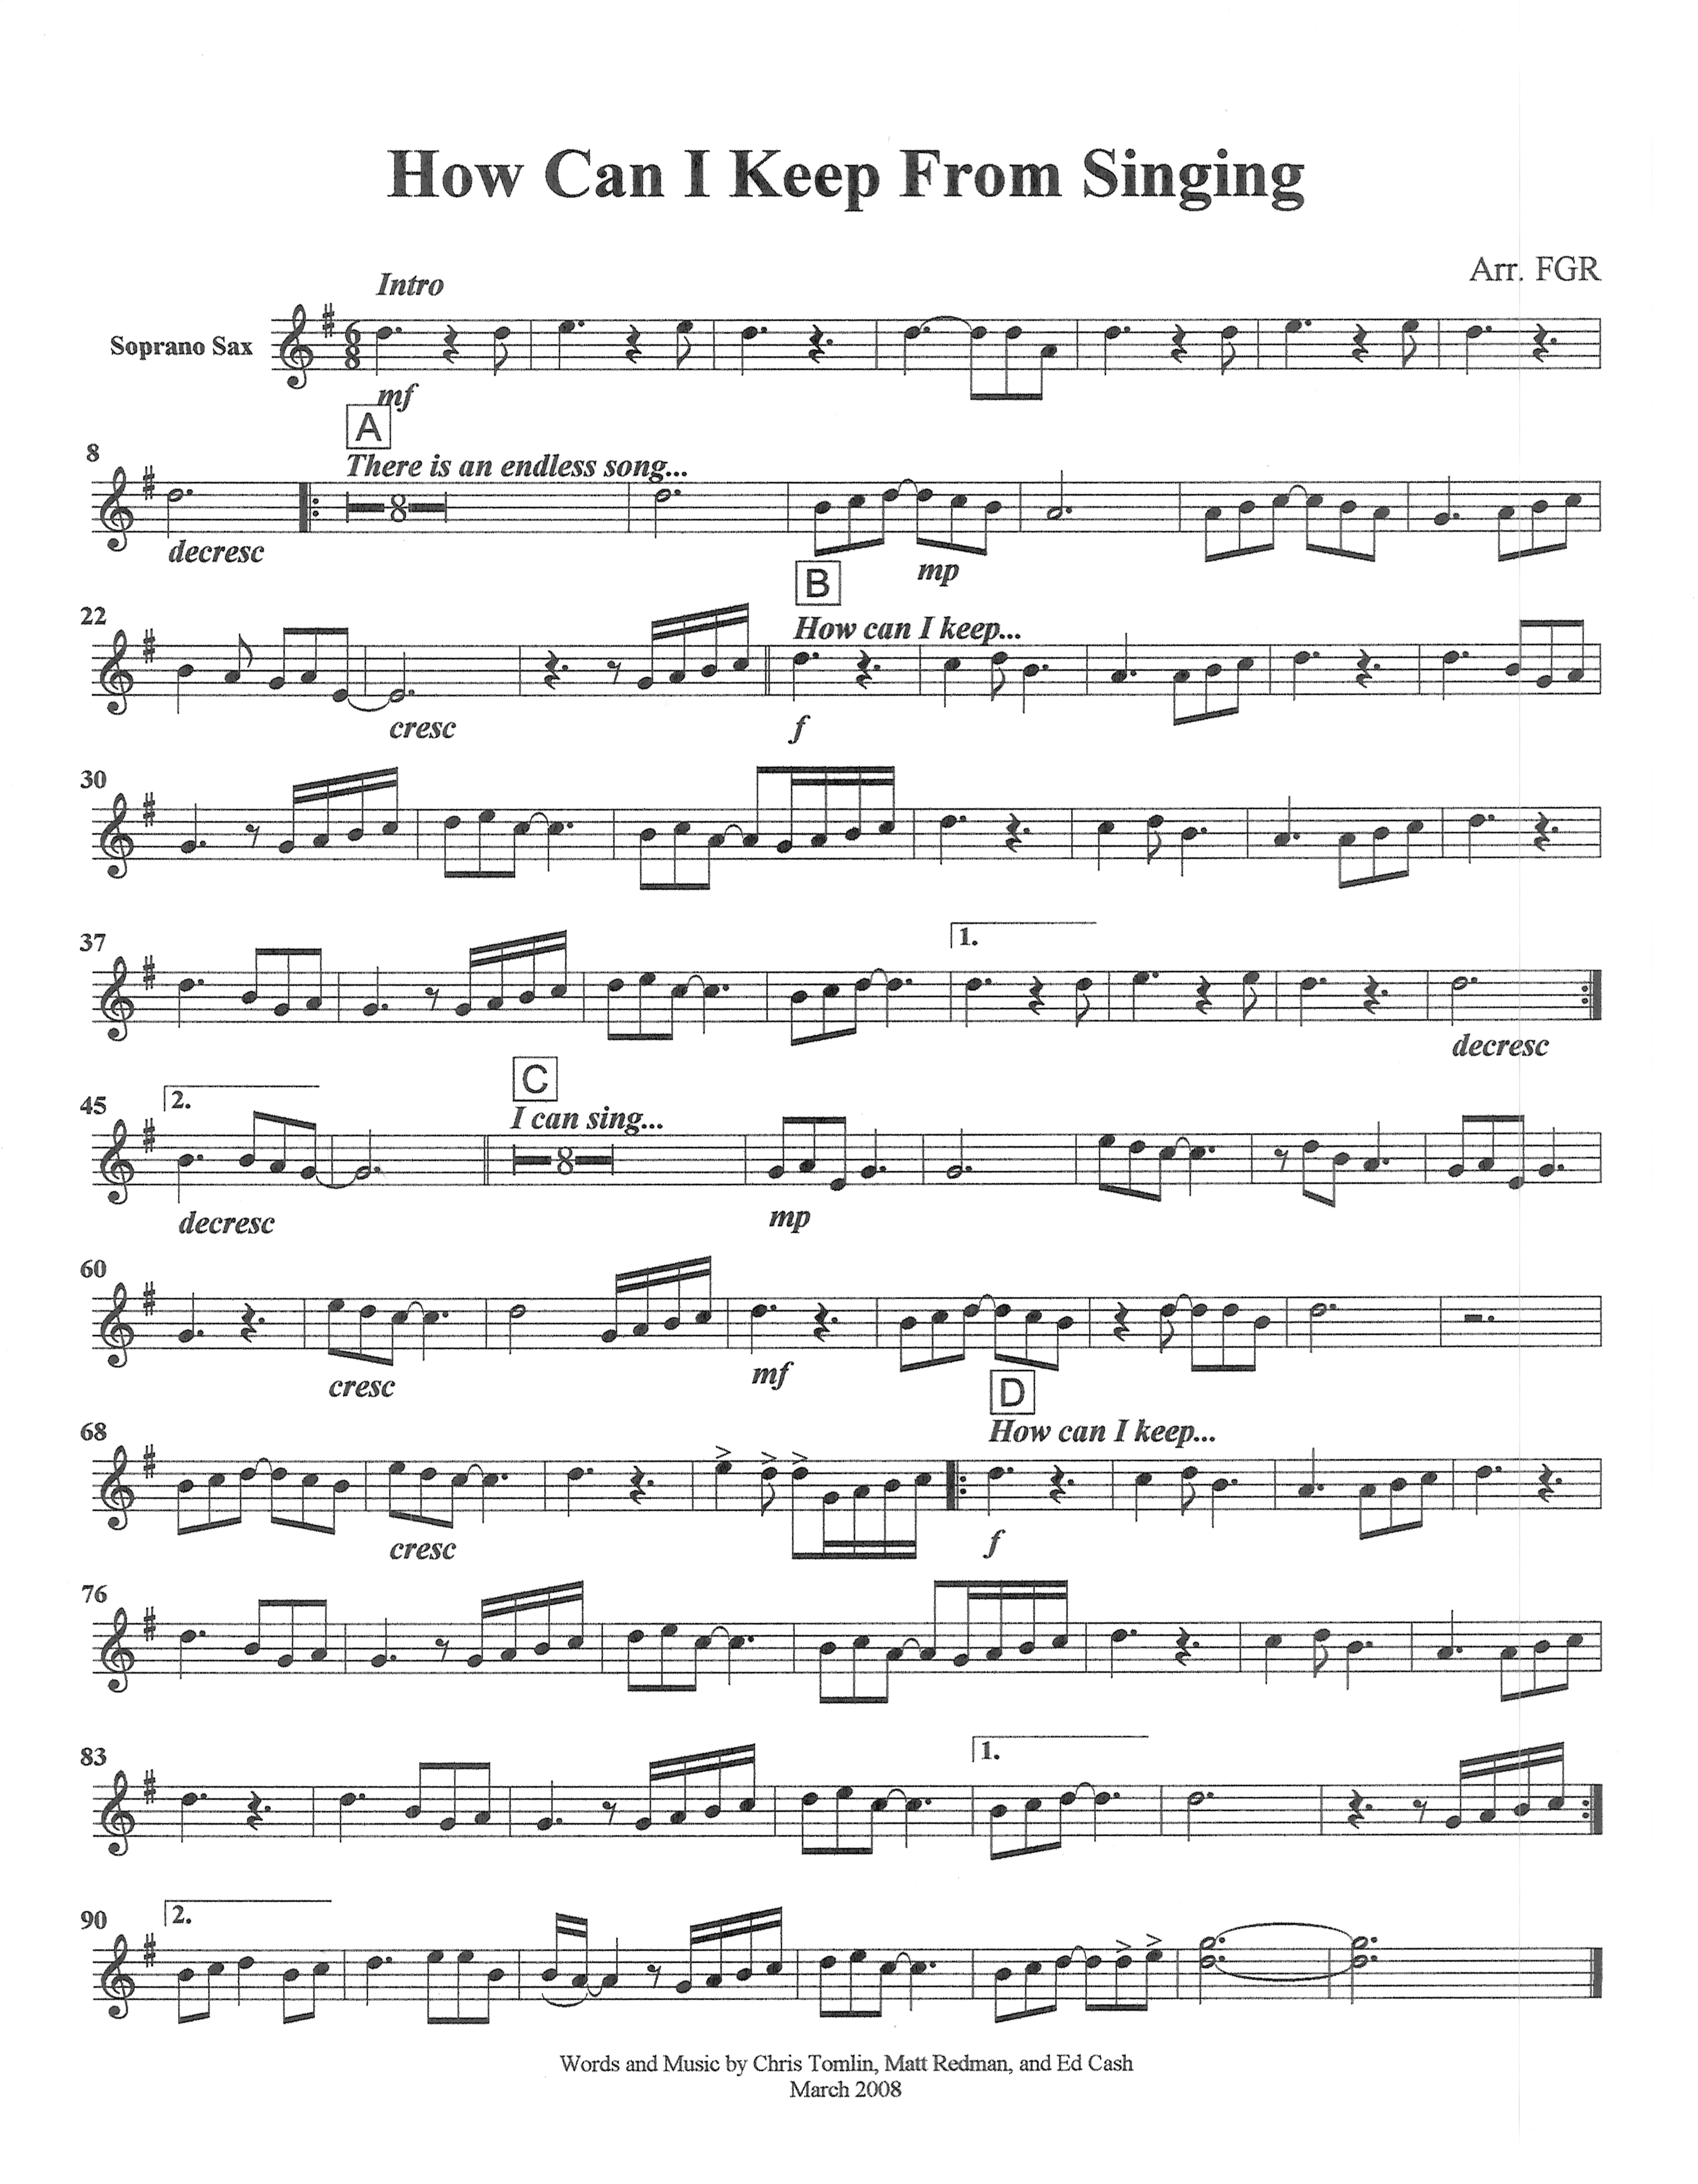 How Can I Keep From Singing
Arr. FGR
Intro
Soprano Sax
6
8
mf
A
8
There is an endless song...
8
decresc
mp
B
22
How can I keep...
cresc
f
30
37
1.
decresc
C
45
2.
I can sing...
8
decresc
mp
60
cresc
mf
D
68
How can I keep...
cresc
f
76
83
1.
90
2.
Words and Music by Chris Tomlin, Matt Redman, and Ed Cash
March 2008